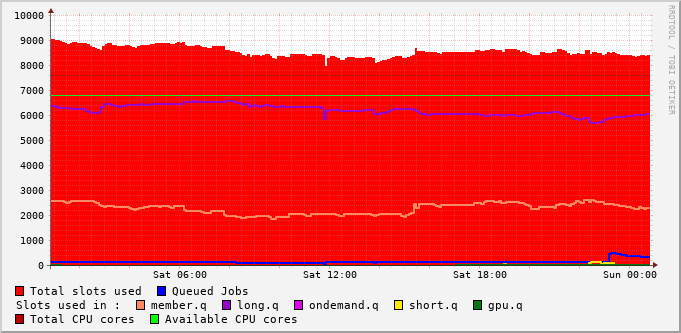 10000
9000
8000
7000
6000
5000
4000
3000
2000
1000
0
Sat 06:00 Sat 12:00 Sat 18:00 Sun 00:00
RRDTOOL / TOBI OETIKER
Total slots used Queued Jobs
Slots used in : member.q long.q ondemand.q short.q gpu.q
Total CPU cores Available CPU cores